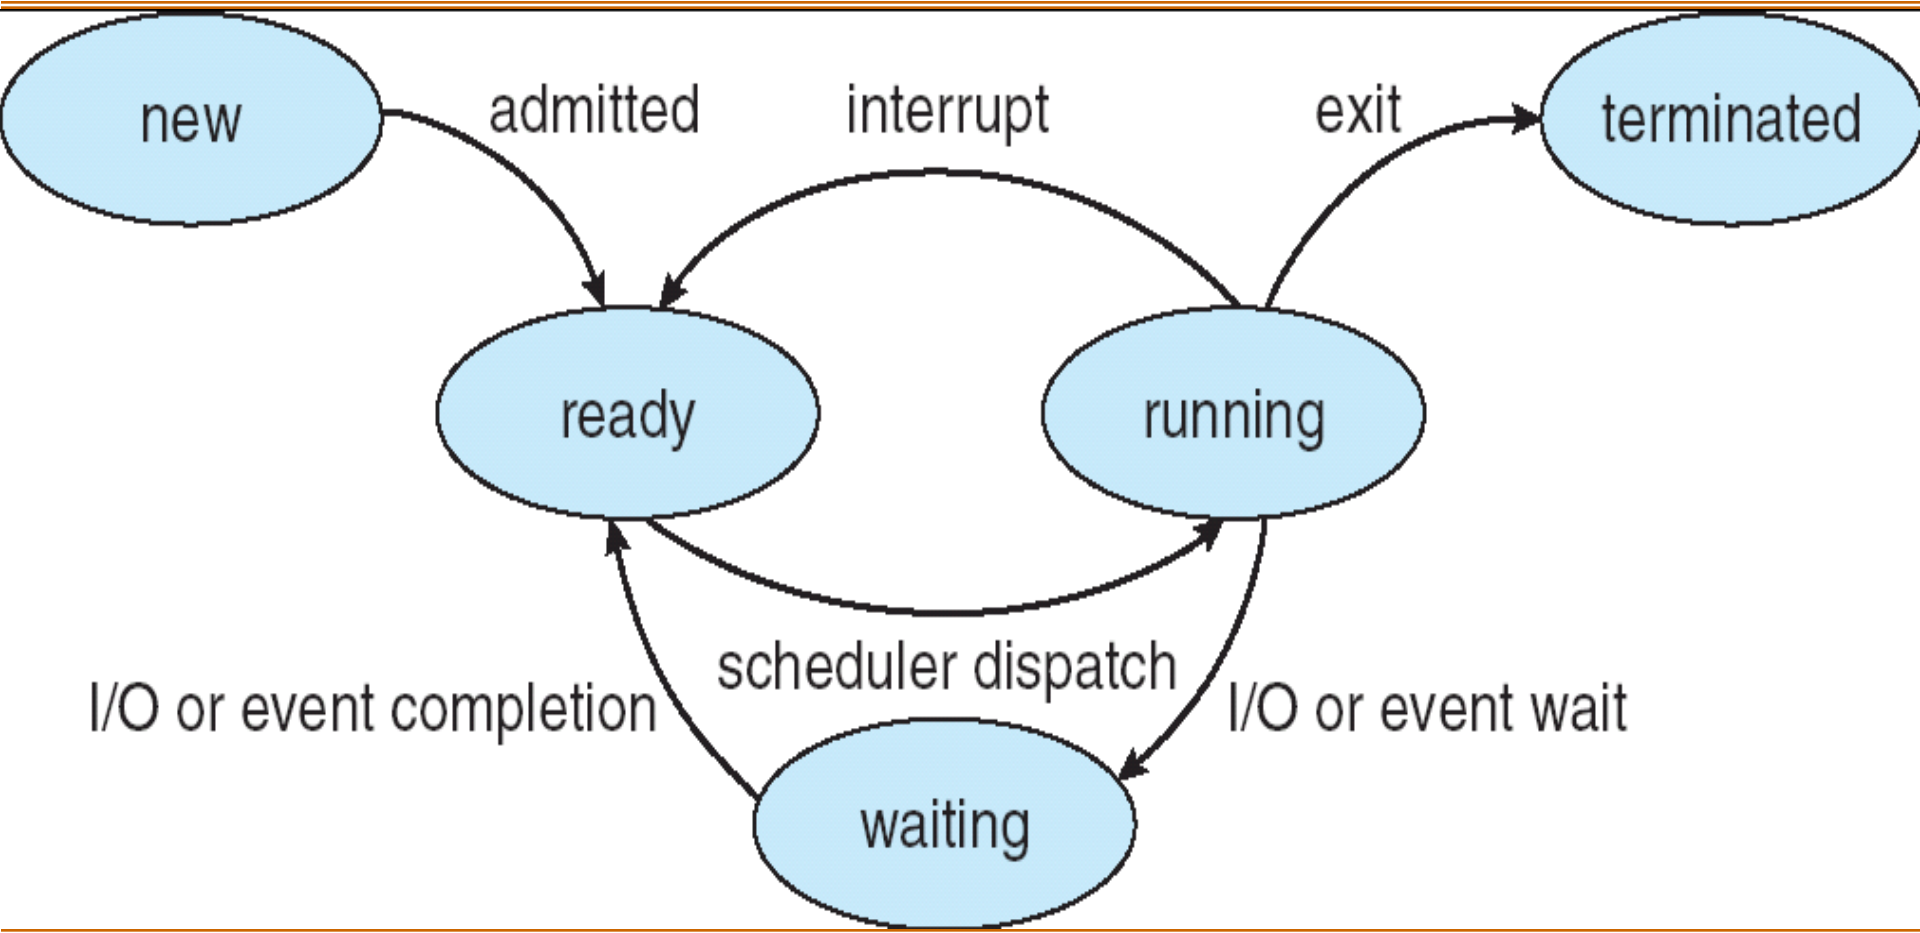 new
admitted
interrupt
exit
terminated
ready
running
scheduler dispatch
I/O or event completion
I/O or event wait
waiting